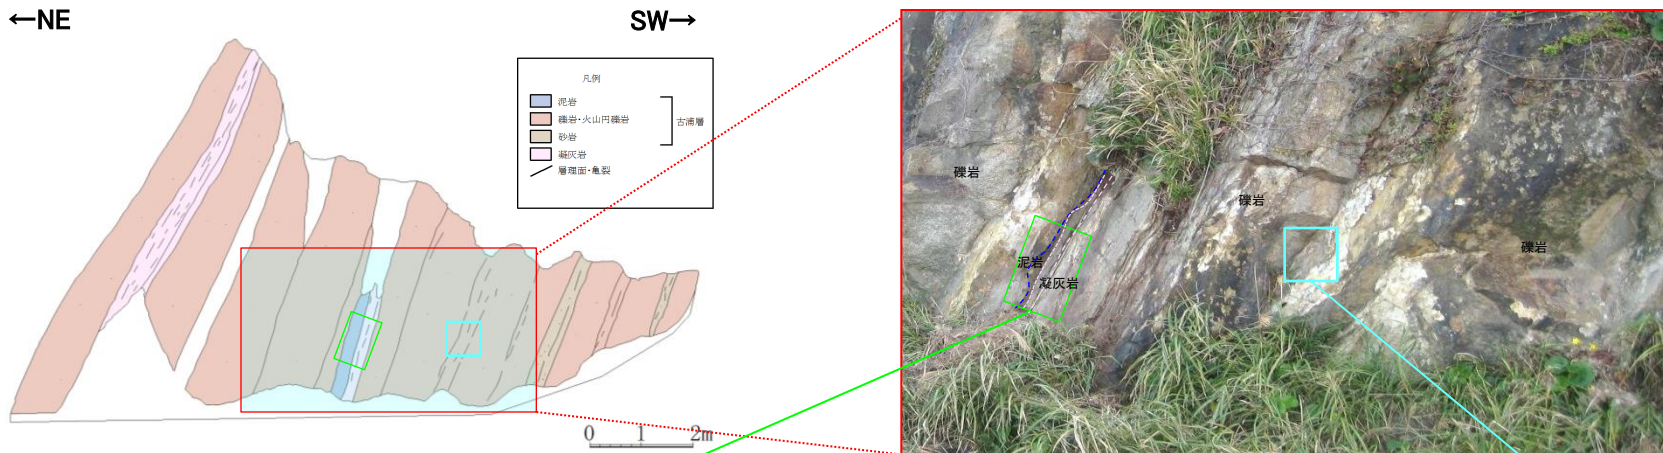 ←NE
SW→
凡例
泥岩
礫岩・火山円礫岩
砂岩
古浦層
凝灰岩
層理面・亀裂
0 1 2m
礫岩
礫岩
礫岩
泥岩
凝灰岩